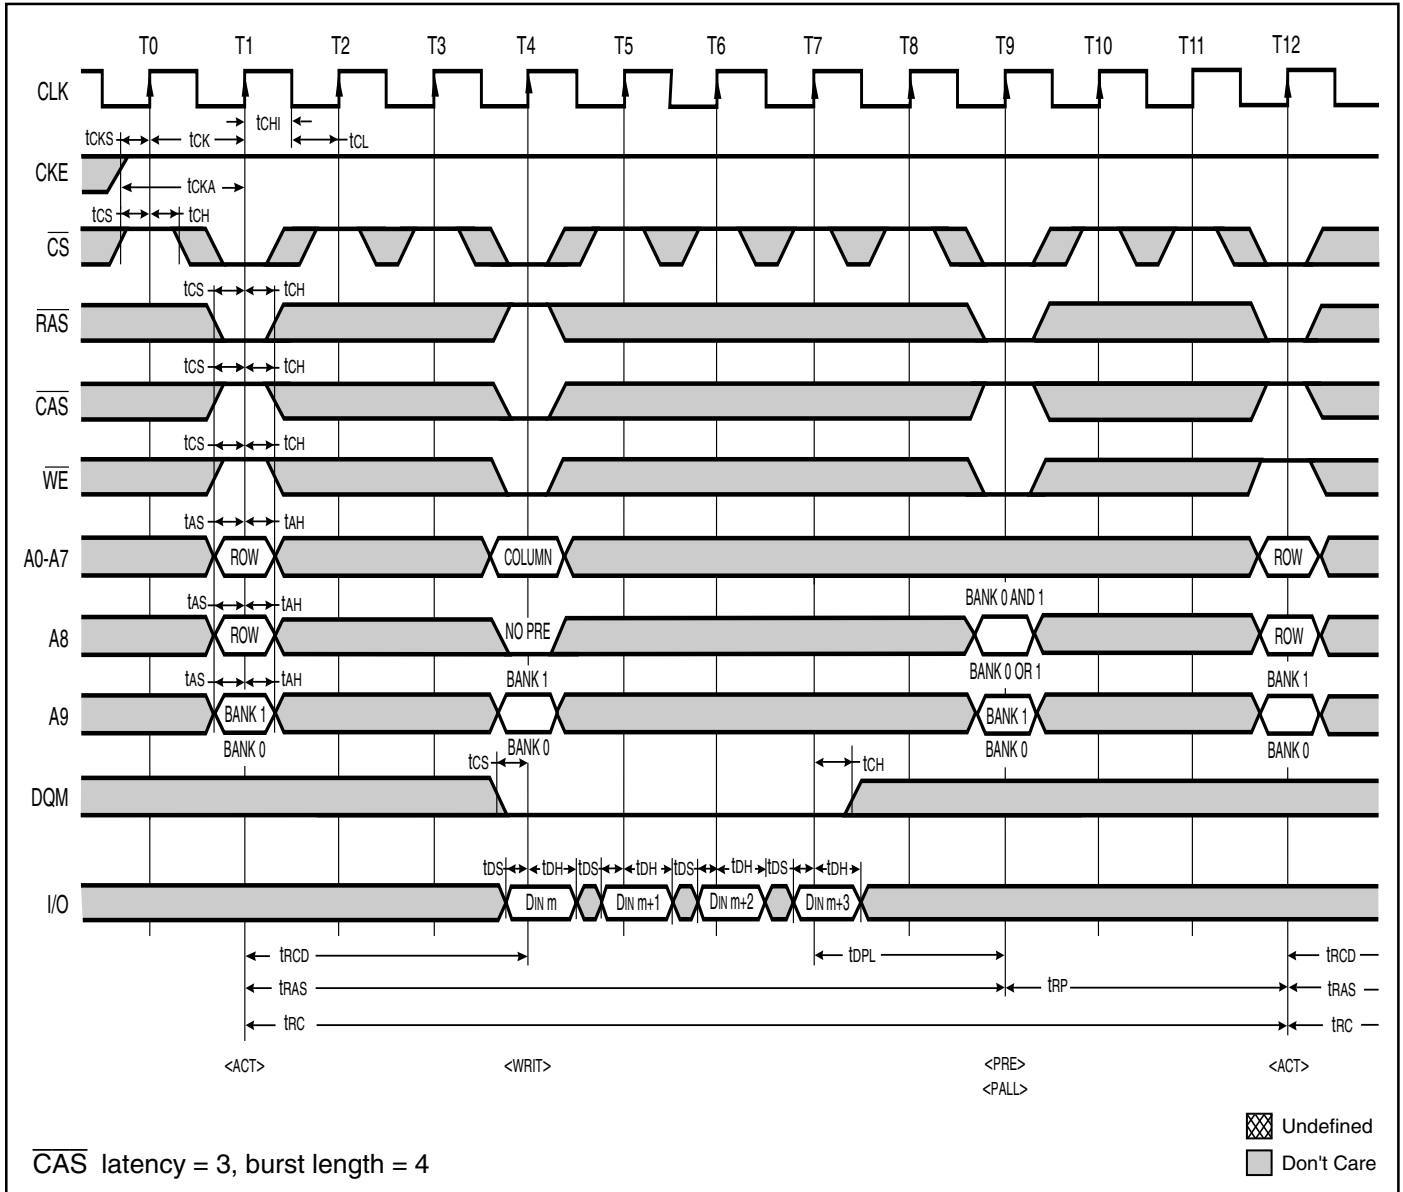 T0 T1 T2 T3 T4 T5 T6 T7 T8 T9 T10 T11 T12
CLK
tCHI
tCKS tCK tCL
CKE
tCKA
tCS tCH
CS
tCS tCH
RAS
tCS tCH
CAS
tCS tCH
WE
tAS tAH
A0-A7 ROW COLUMN ROW
tAS tAH BANK 0 AND 1
A8 ROW NO PRE ROW
BANK 0 OR 1
tAS tAH BANK 1 BANK 1
A9 BANK 1 BANK 1
BANK 0 BANK 0 BANK 0 BANK 0
tCS tCH
DQM
tDS tDH tDS tDH tDS tDH tDS tDH
I/O DIN m DIN m+1 DIN m+2 DIN m+3
tRCD tDPL tRCD
tRAS tRP tRAS
tRC tRC
<ACT> <WRIT> <PRE> <ACT>
<PALL>
Undefined
CAS latency = 3, burst length = 4 Don't Care